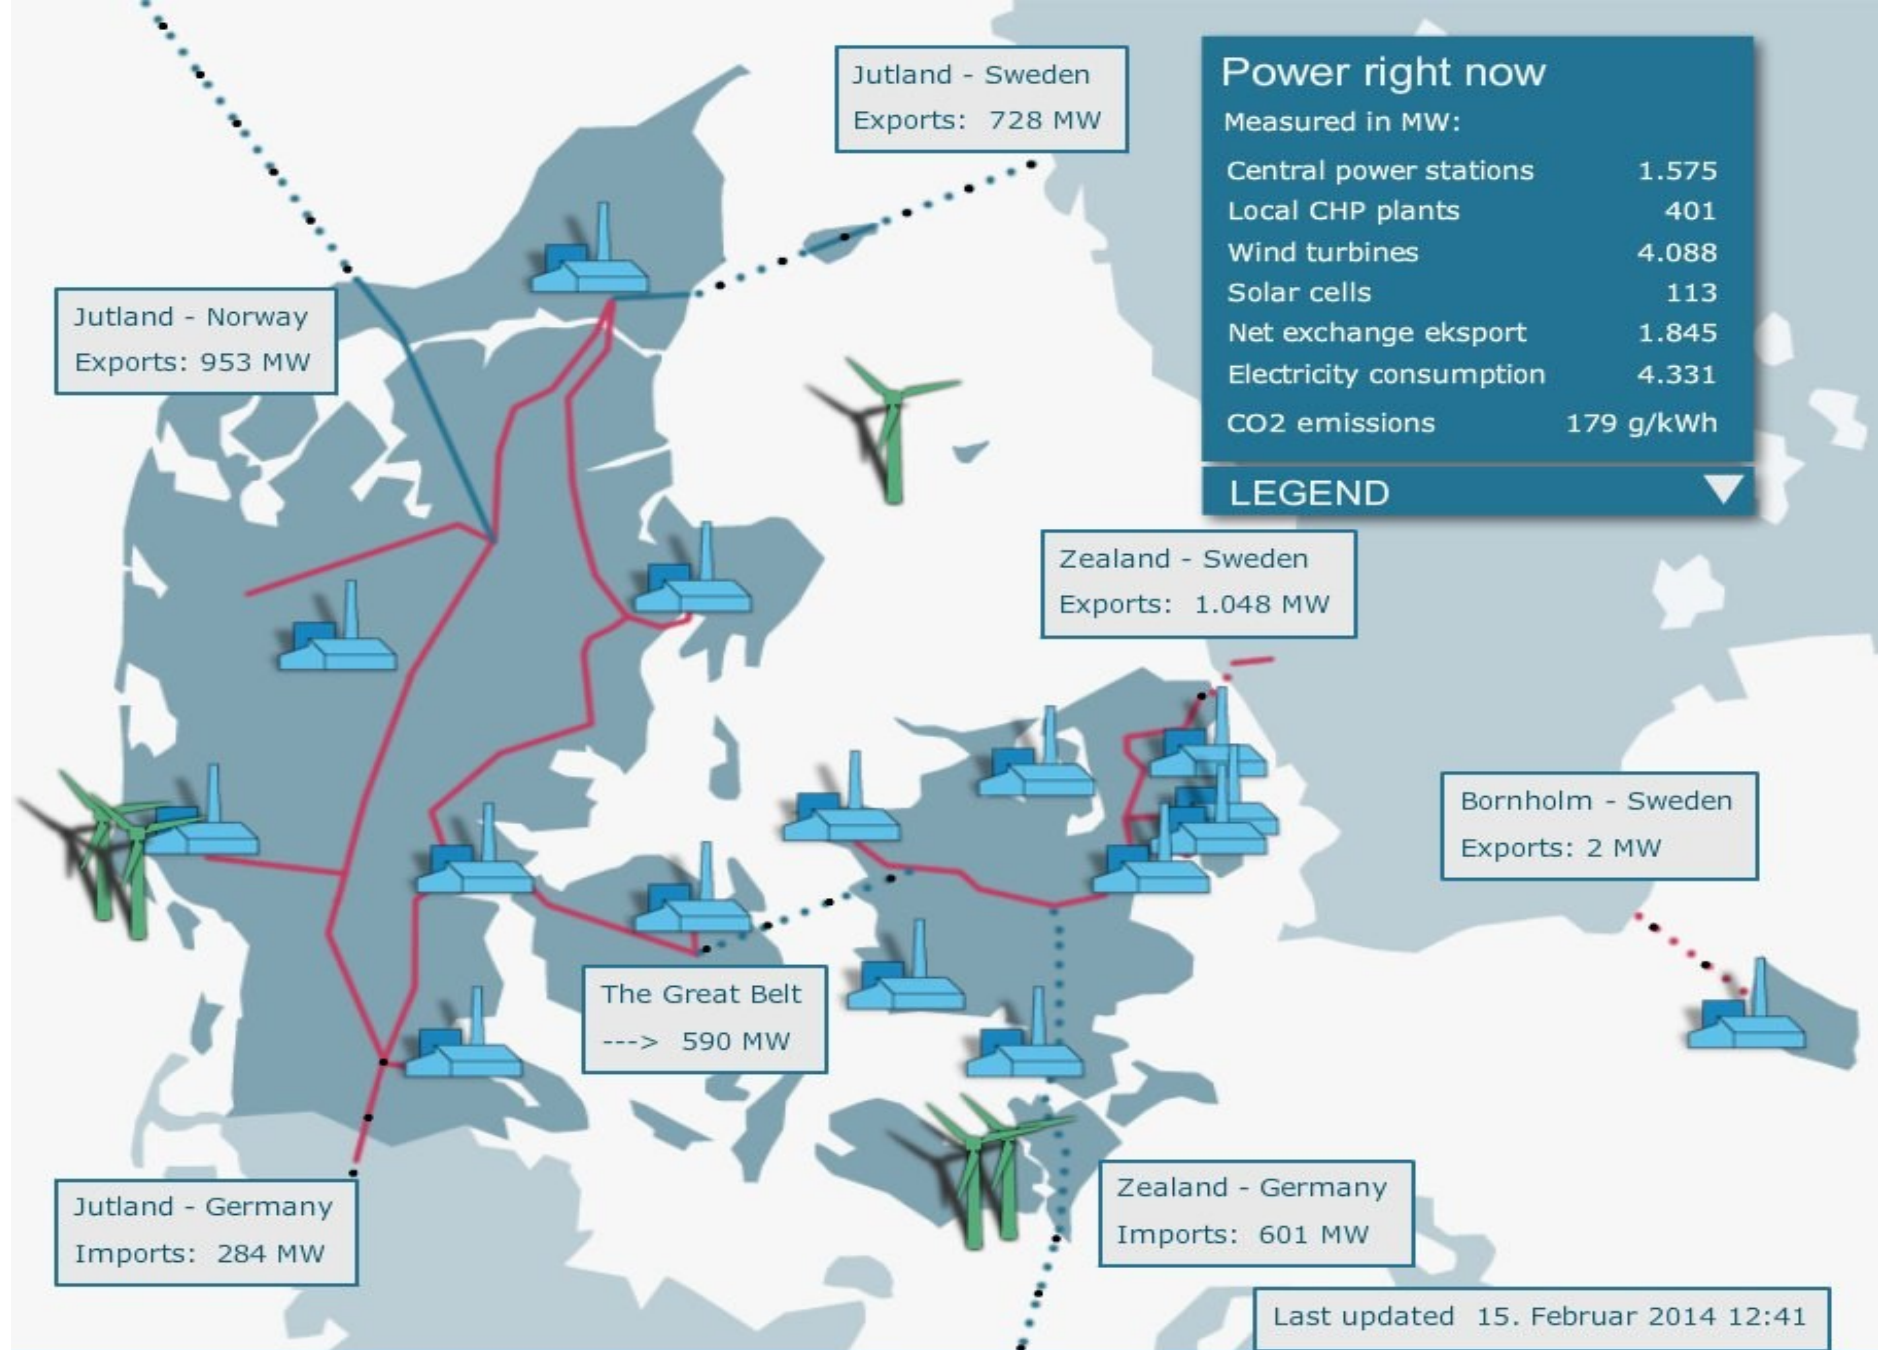 Jutland - Sweden
Exports: 728 MW
Power right now
Measured in MW:
Central power stations 1.575
Local CHP plants 401
Wind turbines 4.088
Solar cells 113
Net exchange eksport 1.845
Electricity consumption 4.331
CO2 emissions 179 g/kWh
LEGEND
Jutland - Norway
Exports: 953 MW
Zealand - Sweden
Exports: 1.048 MW
Bornholm - Sweden
Exports: 2 MW
The Great Belt
---> 590 MW
Jutland - Germany
Imports: 284 MW
Zealand - Germany
Imports: 601 MW
Last updated 15. Februar 2014 12:41